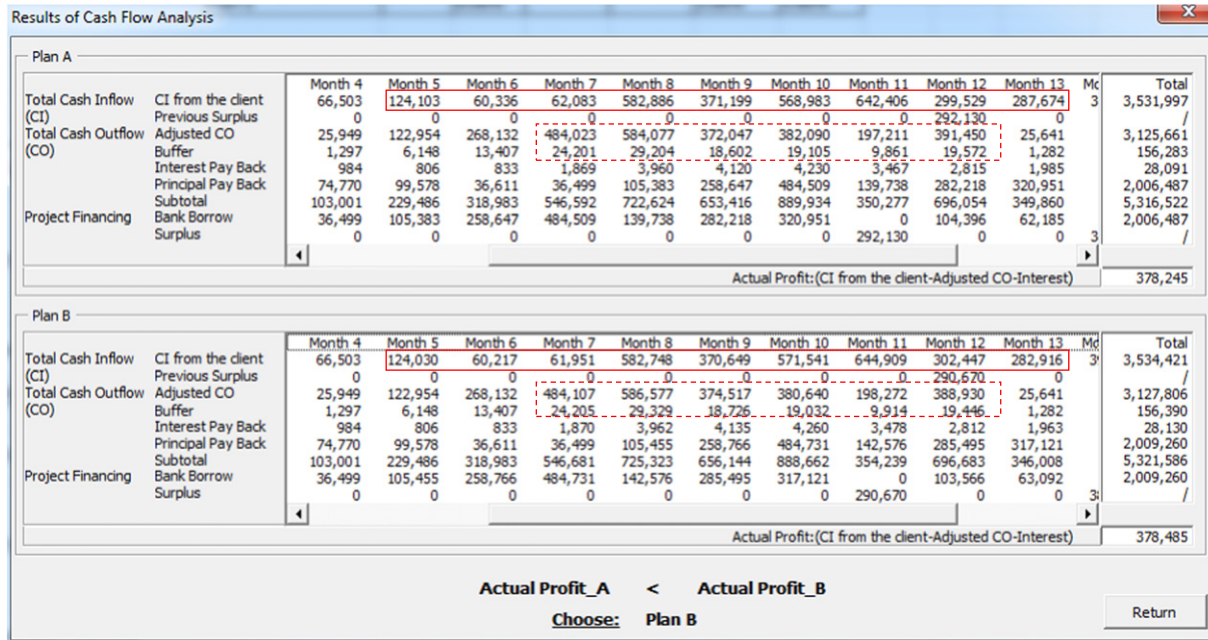 Results of Cash Flow Analysis
Plan A
Month 4 Month 5 Month 6 Month 7 Month 8 Month 9 Month 10 Month 11 Month 12 Month 13 Total
Total Cash Inflow CI from the client 66,503 124,103 60,336 62,083 582,886 371,199 568,983 642,406 299,529 287,674 3 3,531,997
(CI) Previous Surplus 0 0 0 0 0 0 0 0 292,130 0 /
Total Cash Outflow Adjusted CO 25,949 122,954 268,132 484,023 584,077 372,047 382,090 197,211 391,450 25,641 3,125,661
(CO) Buffer 1,297 6,148 13,407 24,201 29,204 18,602 19,105 9,861 19,572 1,282 156,283
Interest Pay Back 984 806 833 1,869 3,960 4,120 4,230 3,467 2,815 1,985 28,091
Principal Pay Back 74,770 99,578 36,611 36,499 105,383 258,647 484,509 139,738 282,218 320,951 2,006,487
Subtotal 103,001 229,486 318,983 546,592 722,624 653,416 889,934 350,277 696,054 349,860 5,316,522
Project Financing Bank Borrow 36,499 105,383 258,647 484,509 139,738 282,218 320,951 0 104,396 62,185 2,006,487
Surplus 0 0 0 0 0 0 0 292,130 0 0 3 /
Actual Profit:(CI from the client-Adjusted CO-Interest) 378,245
Plan B
Month 4 Month 5 Month 6 Month 7 Month 8 Month 9 Month 10 Month 11 Month 12 Month 13 Total
Total Cash Inflow CI from the client 66,503 124,030 60,217 61,951 582,748 370,649 571,541 644,909 302,447 282,916 3,534,421
(CI) Previous Surplus 0 0 0 0 0 0 0 0 290,670 0 /
Total Cash Outflow Adjusted CO 25,949 122,954 268,132 484,107 586,577 374,517 380,640 198,272 388,930 25,641 3,127,806
(CO) Buffer 1,297 6,148 13,407 24,205 29,329 18,726 19,032 9,914 19,446 1,282 156,390
Interest Pay Back 984 806 833 1,870 3,962 4,135 4,260 3,478 2,812 1,963 28,130
Principal Pay Back 74,770 99,578 36,611 36,499 105,455 258,766 484,731 142,576 285,495 317,121 2,009,260
Subtotal 103,001 229,486 318,983 546,681 725,323 656,144 888,662 354,239 696,683 346,008 5,321,586
Project Financing Bank Borrow 36,499 105,455 258,766 484,731 142,576 285,495 317,121 0 103,566 63,092 2,009,260
Surplus 0 0 0 0 0 0 0 290,670 0 0 /
Actual Profit:(CI from the client-Adjusted CO-Interest) 378,485
Actual Profit_A < Actual Profit_B
Choose: Plan B
Return